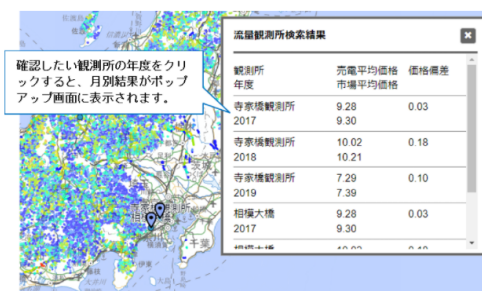 確認したい観測所の年度をクリ
ックすると、月別結果がポップ
アップ画面に表示されます。
流量観測所検索結果
観測所 売電平均価格 価格偏差
年度 市場平均価格
寺家橋観測所 9.28 0.03
2017 9.30
寺家橋観測所 10.02 0.18
2018 10.21
寺家橋観測所 7.29 0.10
2019 7.39
相模大橋 9.28 0.03
2017 9.30
寺家橋観測所
千葉